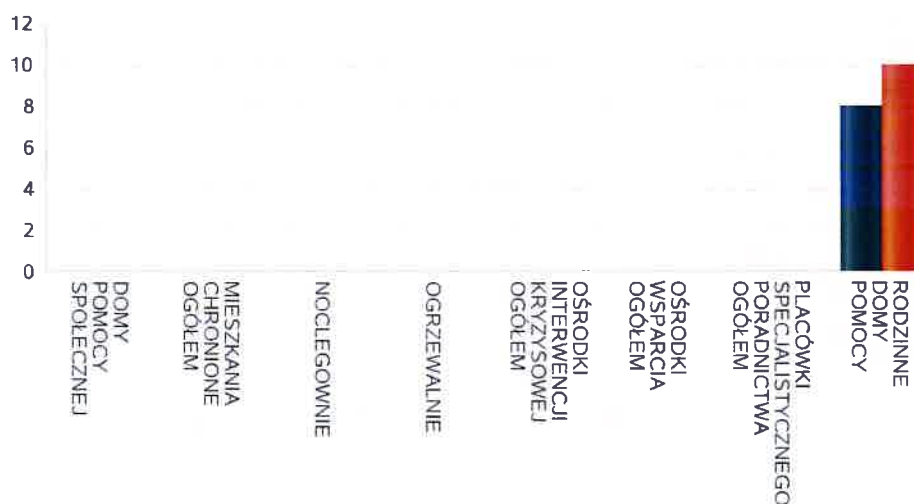 12
10
8
6
4
2
0
DOMY
POMOCY
SPOŁECZNEJ
MIESZKANIA
CHRONIONE
OGÓŁEM
NOCLEGOWNIE
OGRZEWALNIE
OŚRODKI
INTERWENCJI
KRYZYSOWEJ
OGÓŁEM
OŚRODKI
WSPARCIA
OGÓŁEM
PLACÓWKI
SPECJALISTYCZNEGO
PORADNICTWA
OGÓŁEM
RODZINNE
DOMY
POMOCY